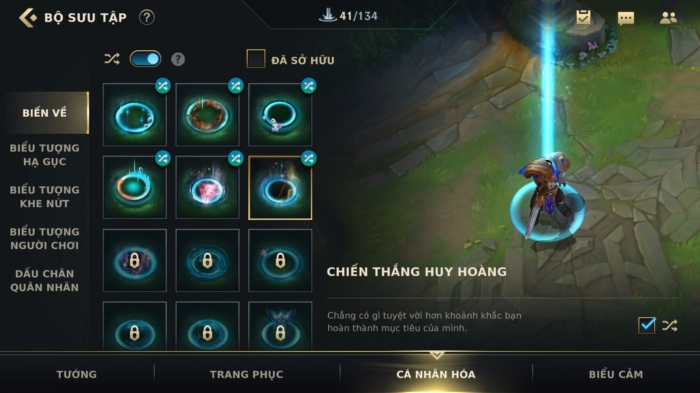 BỘ SƯU TẬP ?
41/134
? ĐÃ SỞ HỮU
BIẾN VỀ
BIỂU TƯỢNG
HẠ GỤC
BIỂU TƯỢNG
KHE NỨT
BIỂU TƯỢNG
NGƯỜI CHƠI
DẤU CHÂN
QUÂN NHÂN
CHIẾN THẮNG HUY HOÀNG
Chẳng có gì tuyệt vời hơn khoảnh khắc bạn
hoàn thành mục tiêu của mình.
TƯỚNG
TRANG PHỤC
CÁ NHÂN HÓA
BIỂU CẢM